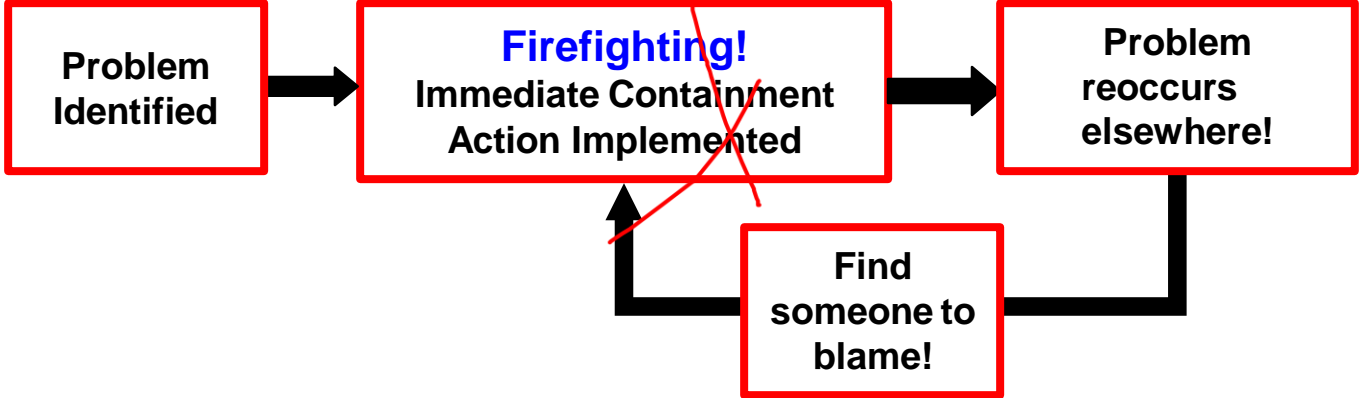 Problem
Identified
Firefighting!
Immediate Containment
Action Implemented
Problem
reoccurs
elsewhere!
Find
someone to
blame!